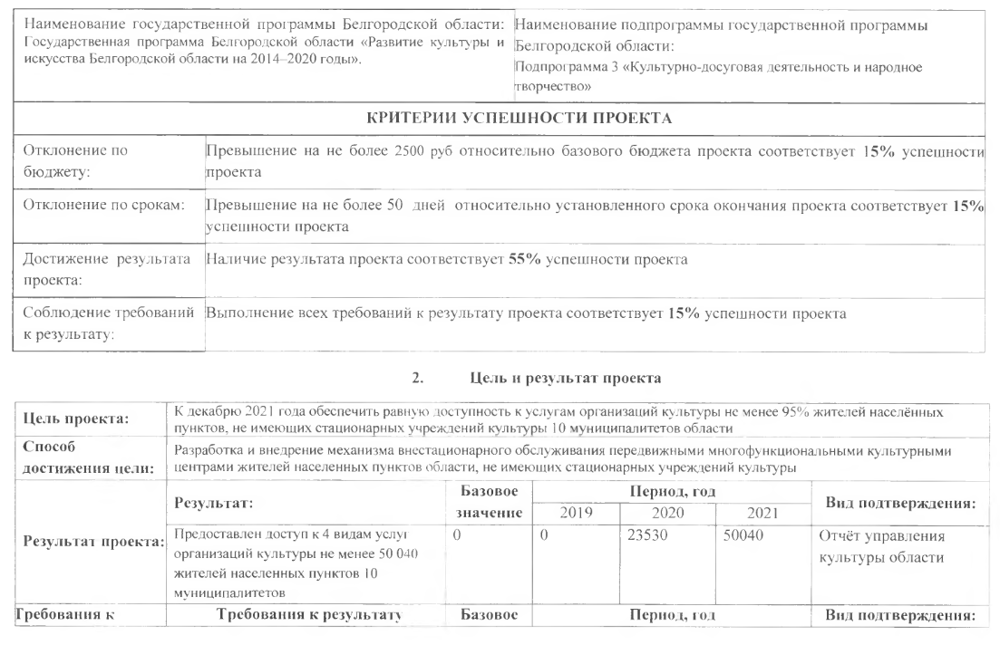 Наименование государственной программы Белгородской области:
Государственная программа Белгородской области «Развитие культуры и
искусства Белгородской области на 2014–2020 годы».
Наименование подпрограммы государственной программы
Белгородской области:
Подпрограмма 3 «Культурно-досуговая деятельность и народное
творчество»
КРИТЕРИИ УСПЕШНОСТИ ПРОЕКТА
Отклонение по
бюджету:
Превышение на не более 2500 руб относительно базового бюджета проекта соответствует 15% успешности
проекта
Отклонение по срокам:
Превышение на не более 50 дней относительно установленного срока окончания проекта соответствует 15%
успешности проекта
Достижение результата
проекта:
Наличие результата проекта соответствует 55% успешности проекта
Соблюдение требований
к результату:
Выполнение всех требований к результату проекта соответствует 15% успешности проекта
2. Цель и результат проекта
Цель проекта:
К декабрю 2021 года обеспечить равную доступность к услугам организаций культуры не менее 95% жителей населённых
пунктов, не имеющих стационарных учреждений культуры 10 муниципалитетов области
Способ
достижения цели:
Разработка и внедрение механизма внестационарного обслуживания передвижными многофункциональными культурными
центрами жителей населенных пунктов области, не имеющих стационарных учреждений культуры
Результат проекта:
Результат:
Базовое
значение
Период, год
2019 2020 2021
Вид подтверждения:
Предоставлен доступ к 4 видам услуг
организаций культуры не менее 50 040
жителей населенных пунктов 10
муниципалитетов
0 0 23530 50040
Отчёт управления
культуры области
Требования к Требования к результату Базовое Период, год Вид подтверждения: